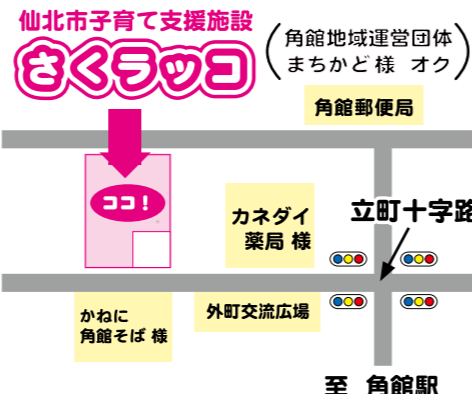 仙北市子育て支援施設
さくラッコ
(角館地域運営団体
まちかど様 オク)
角館郵便局
ココ!
カネダイ
薬局 様
立町十字路
かねに
角館そば 様
外町交流広場
至 角館駅